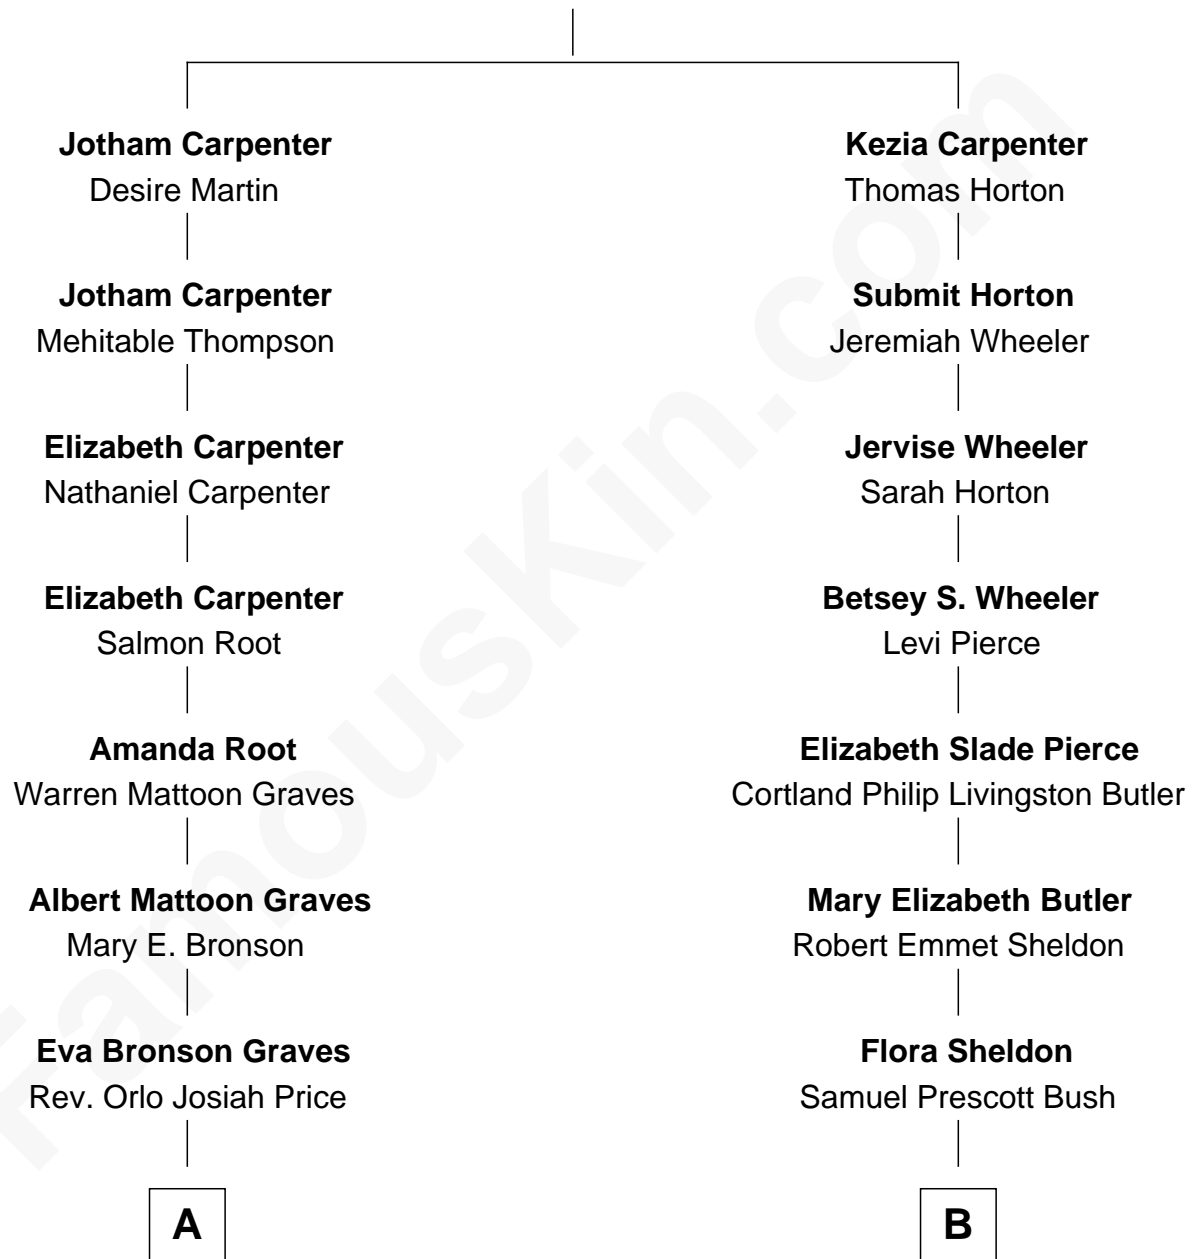 Jotham Carpenter
Desire Martin
Jotham Carpenter
Mehitable Thompson
Elizabeth Carpenter
Nathaniel Carpenter
Elizabeth Carpenter
Salmon Root
Amanda Root
Warren Mattoon Graves
Albert Mattoon Graves
Mary E. Bronson
Eva Bronson Graves
Rev. Orlo Josiah Price
A
Kezia Carpenter
Thomas Horton
Submit Horton
Jeremiah Wheeler
Jervise Wheeler
Sarah Horton
Betsey S. Wheeler
Levi Pierce
Elizabeth Slade Pierce
Cortland Philip Livingston Butler
Mary Elizabeth Butler
Robert Emmet Sheldon
Flora Sheldon
Samuel Prescott Bush
B
FamousKin.com